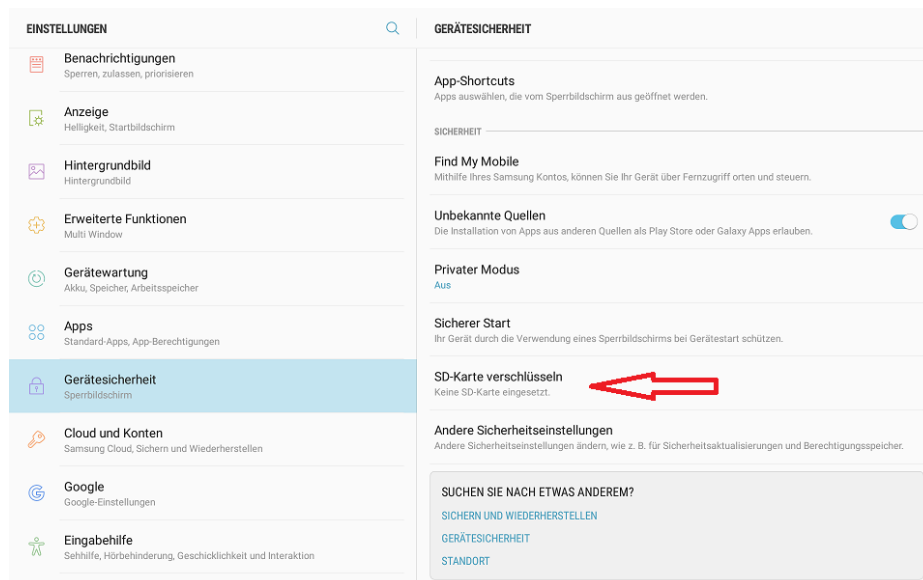 EINSTELLUNGEN
Benachrichtigungen
Sperren, zulassen, priorisieren
Anzeige
Helligkeit, Startbildschirm
Hintergrundbild
Hintergrundbild
Erweiterte Funktionen
Multi Window
Gerätewartung
Akku, Speicher, Arbeitsspeicher
Apps
Standard-Apps, App-Berechtigungen
Gerätesicherheit
Sperrbildschirm
Cloud und Konten
Samsung Cloud, Sichern und Wiederherstellen
Google
Google-Einstellungen
Eingabehilfe
Sehhilfe, Hörbehinderung, Geschicklichkeit und Interaktion
GERÄTESICHERHEIT
App-Shortcuts
Apps auswählen, die vom Sperrbildschirm aus geöffnet werden.
SICHERHEIT
Find My Mobile
Mithilfe Ihres Samsung Kontos, können Sie Ihr Gerät über Fernzugriff orten und steuern.
Unbekannte Quellen
Die Installation von Apps aus anderen Quellen als Play Store oder Galaxy Apps erlauben.
Privater Modus
Aus
Sicherer Start
Ihr Gerät durch die Verwendung eines Sperrbildschirms bei Gerätestart schützen.
SD-Karte verschlüsseln
Keine SD-Karte eingesetzt.
Andere Sicherheitseinstellungen
Andere Sicherheitseinstellungen ändern, wie z. B. für Sicherheitsaktualisierungen und Berechtigungsspeicher.
SUCHEN SIE NACH ETWAS ANDEREM?
SICHERN UND WIEDERHERSTELLEN
GERÄTESICHERHEIT
STANDORT